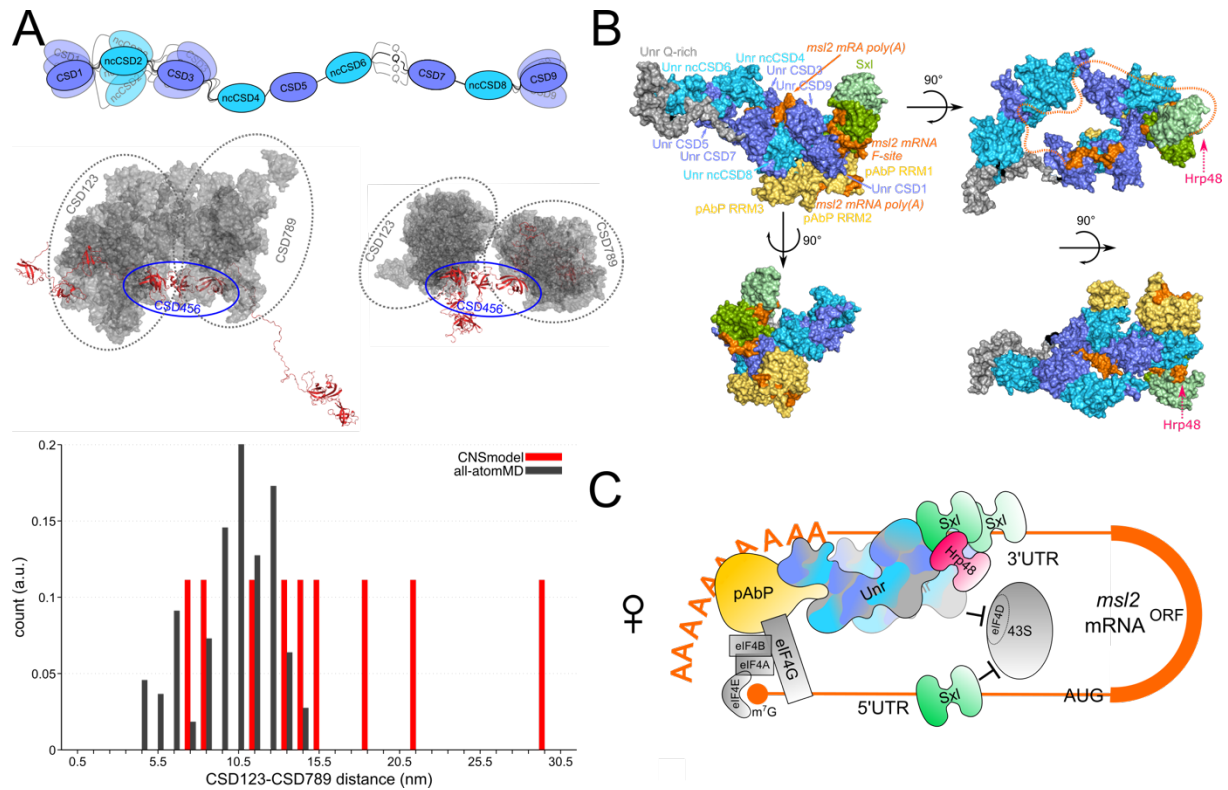 A
CSD1
ncCSD2
CSD3
ncCSD4
CSD5
ncCSD6
CSD7
ncCSD8
CSD9
CSD123
CSD456
CSD789
CSD123
CSD456
CSD789
0.2
0.15
0.1
0.05
0
count (a.u.)
CNSmodel
all-atomMD
0.5
5.5
10.5
15.5
20.5
25.5
30.5
CSD123-CSD789 distance (nm)
B
Unr Q-rich
Unr ncCSD6
Unr ncCSD4
Unr CSD3
Unr CSD9
msl2 mRA poly(A)
Sxl
Unr CSD5
Unr CSD7
Unr ncCSD8
msl2 mRNA
F-site
pAbP RRM1
Unr CSD1
msl2 mRNA poly(A)
pAbP RRM3
pAbP RRM2
90°
Hrp48
90°
90°
Hrp48
C
♀
AAAAAAAAAA
pAbP
Unr
Sxl
Sxl
Hrp48
3'UTR
eIF4B
eIF4A
eIF4E
eIF4G
m7G
eIF4D
43S
msl2
mRNA
ORF
5'UTR
Sxl
AUG